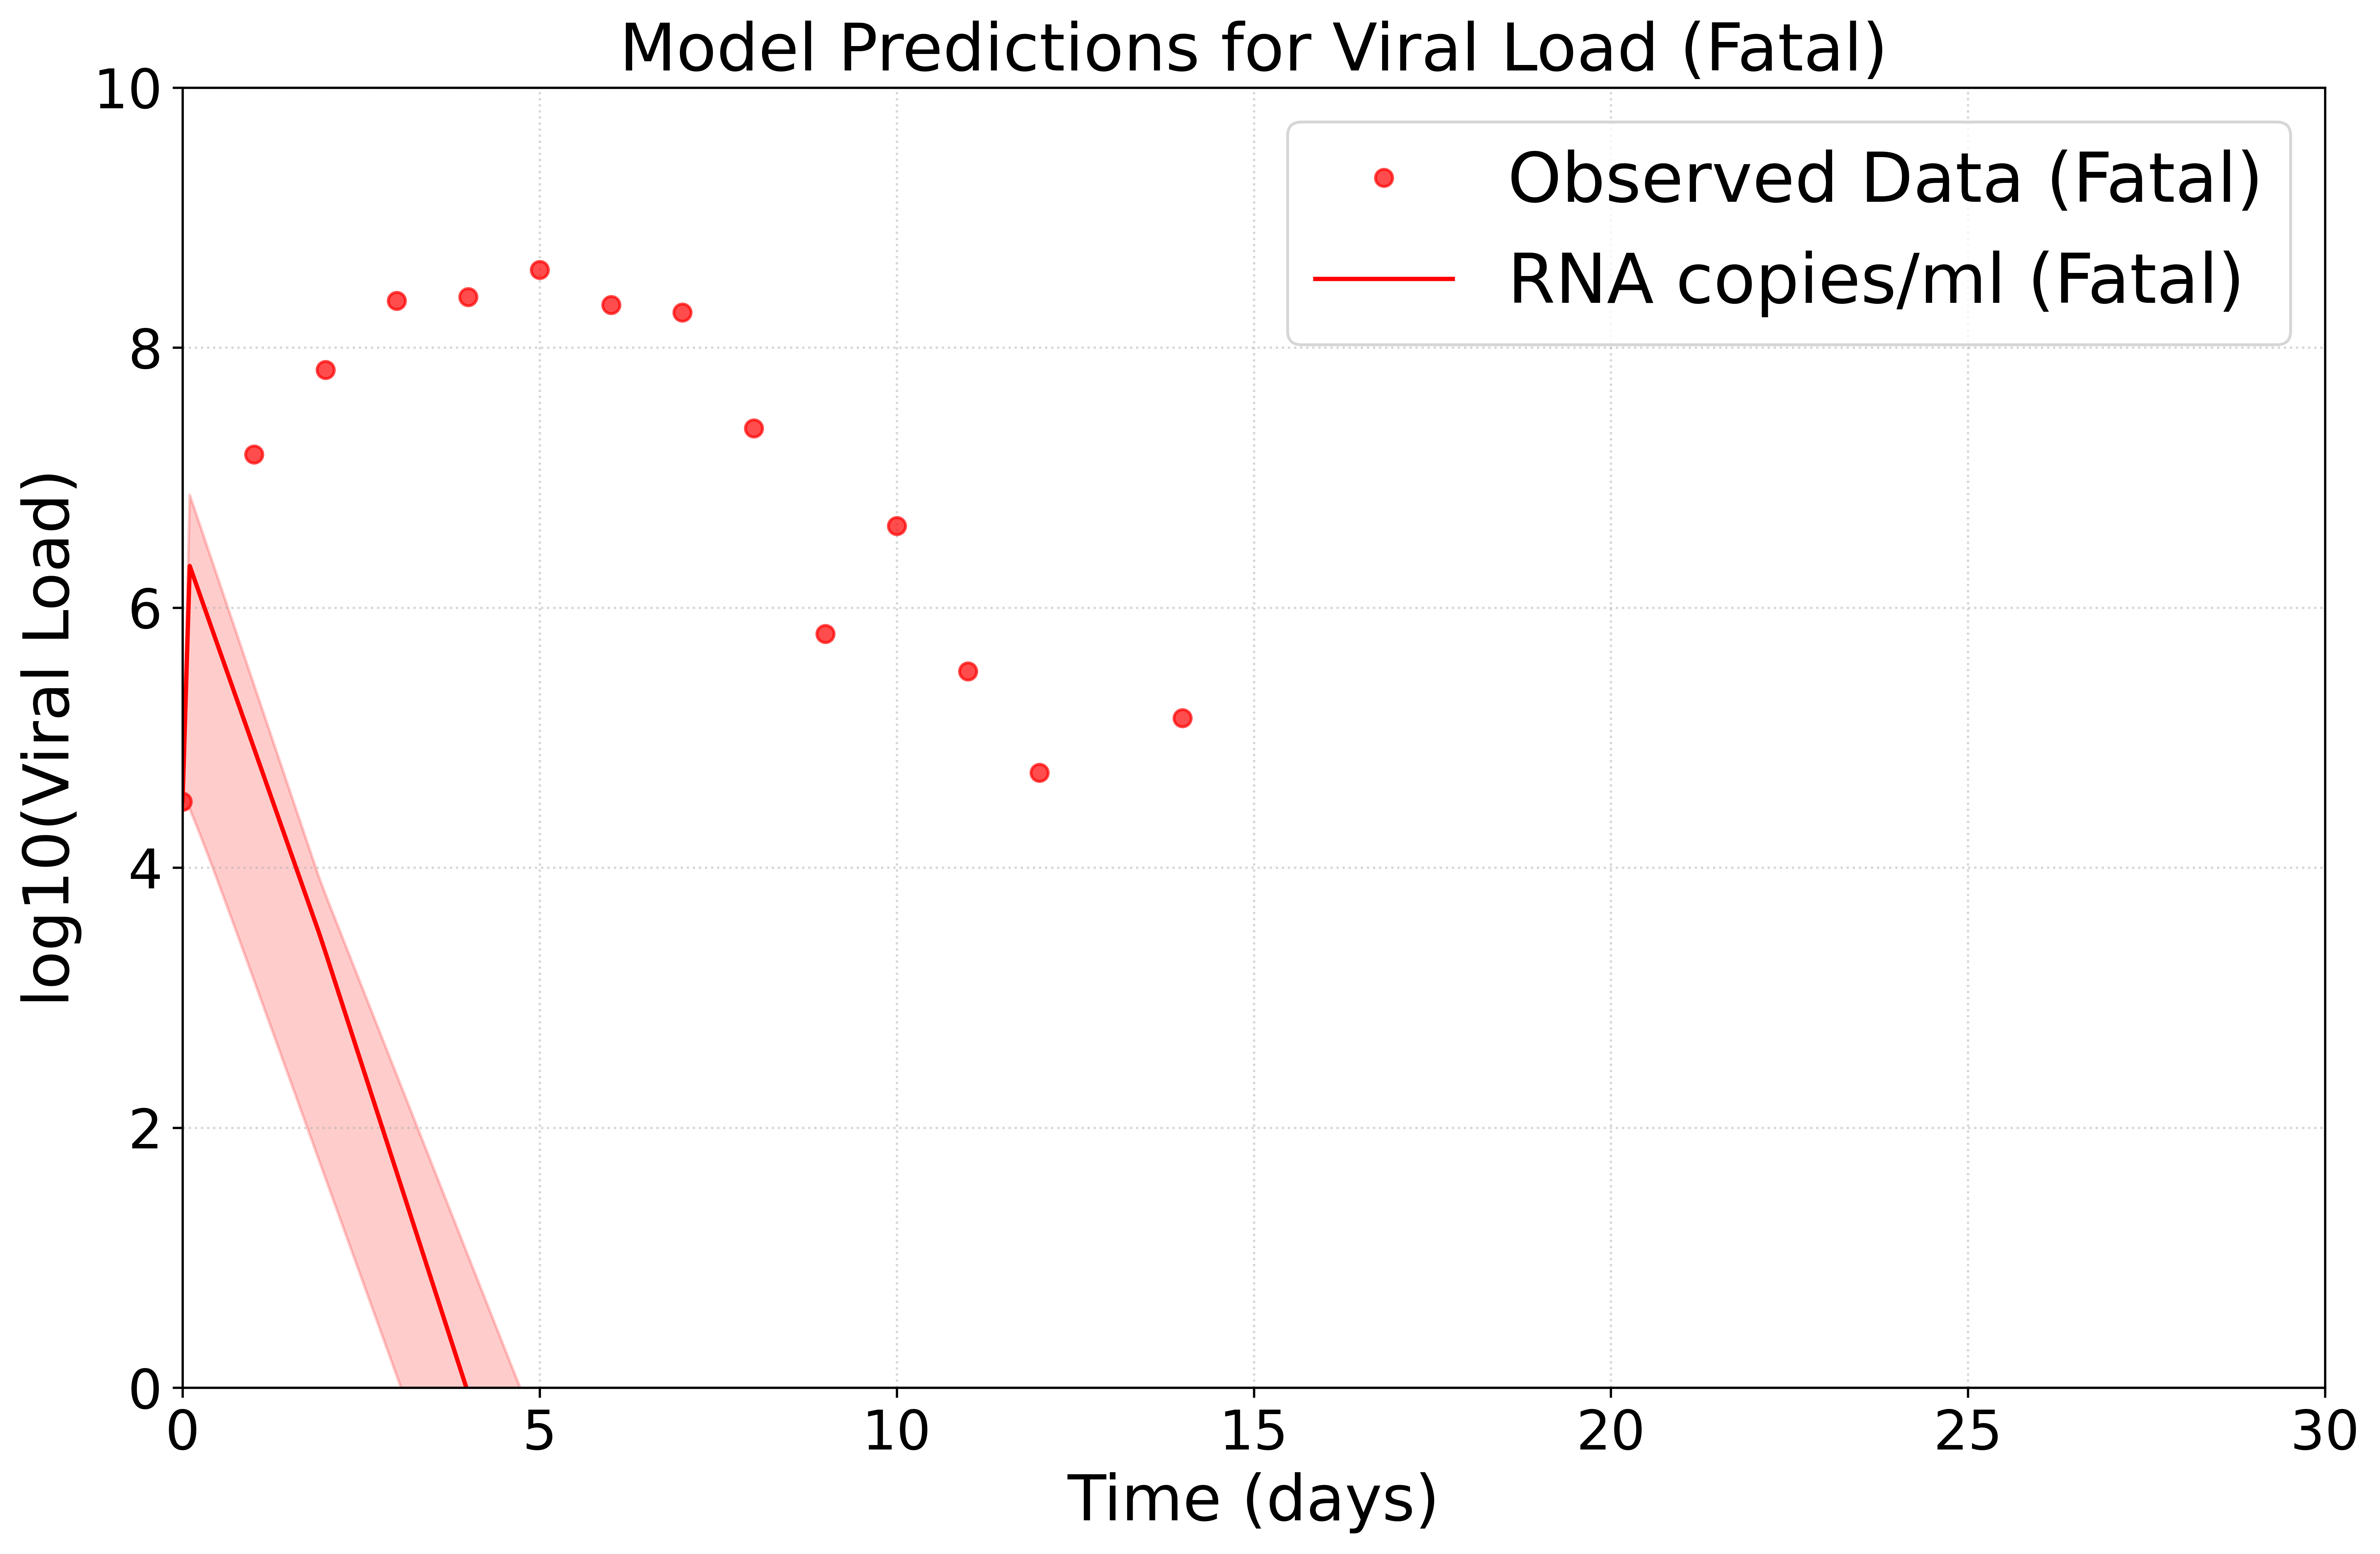 Model Predictions for Viral Load (Fatal)
10
8
6
4
2
0
log10(Viral Load)
Observed Data (Fatal)
RNA copies/ml (Fatal)
0 5 10 15 20 25 30
Time (days)